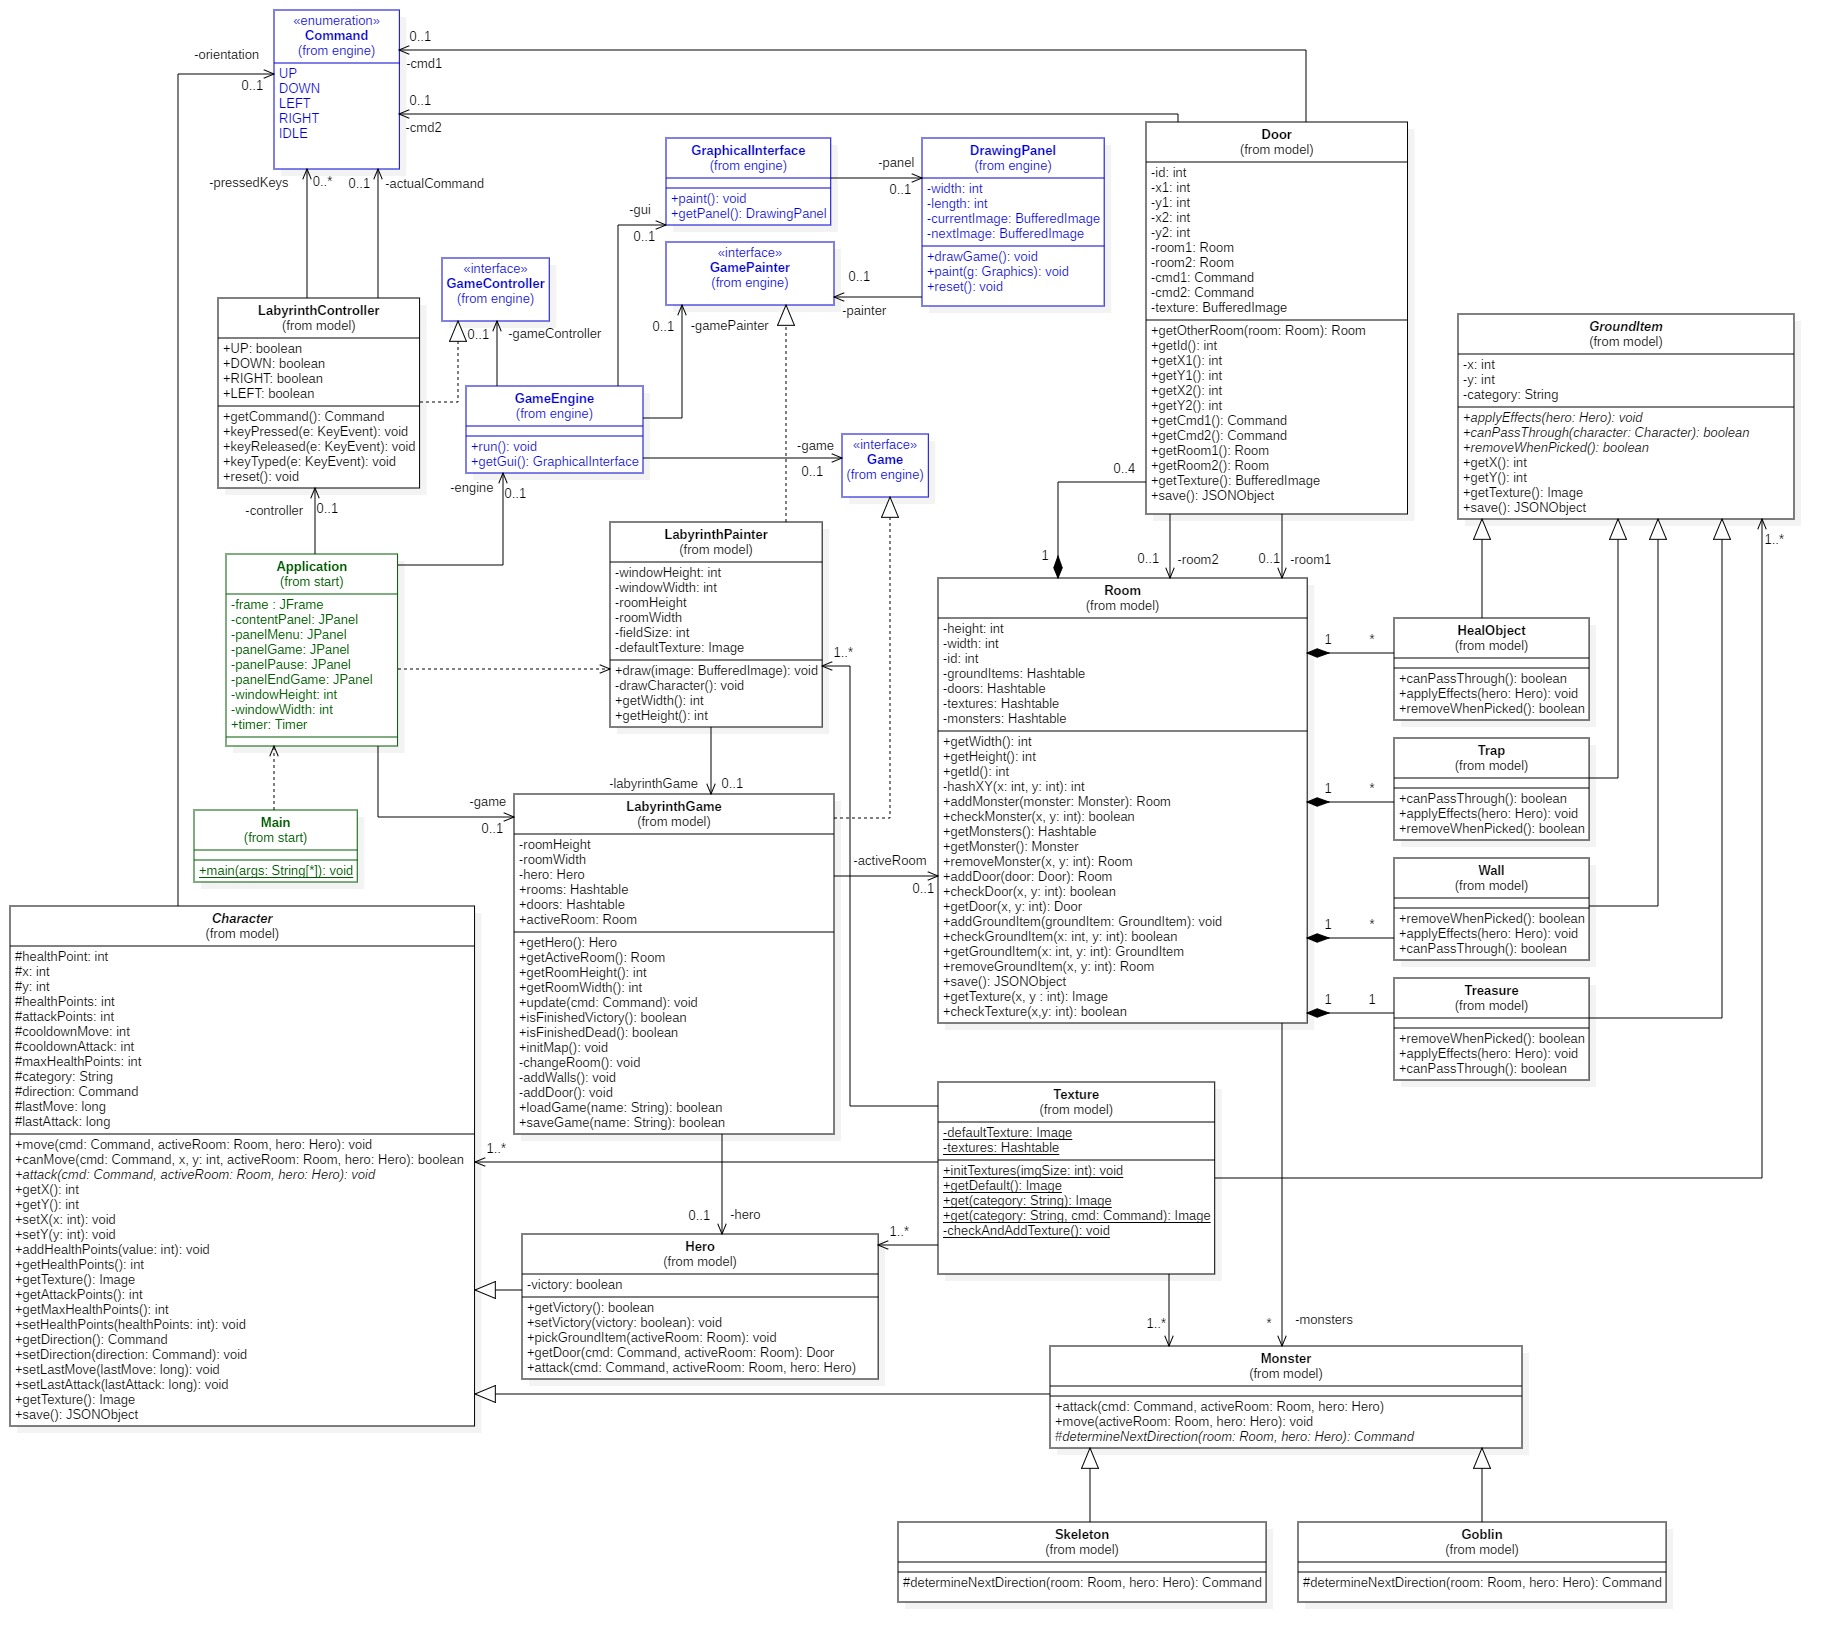 «enumeration»
Command
(from engine)
UP
DOWN
LEFT
RIGHT
IDLE
-orientation
0..1
0..1
-cmd1
0..1
-cmd2
-pressedKeys
0..*
0..1
-actualCommand
GraphicalInterface
(from engine)
+paint(): void
+getPanel(): DrawingPanel
-panel
0..1
DrawingPanel
(from engine)
-width: int
-length: int
-currentImage: BufferedImage
-nextImage: BufferedImage
+drawGame(): void
+paint(g: Graphics): void
+reset(): void
-gui
0..1
«interface»
GamePainter
(from engine)
0..1
-painter
0..1
-gamePainter
«interface»
GameController
(from engine)
0..1
-gameController
LabyrinthController
(from model)
+UP: boolean
+DOWN: boolean
+RIGHT: boolean
+LEFT: boolean
+getCommand(): Command
+keyPressed(e: KeyEvent): void
+keyReleased(e: KeyEvent): void
+keyTyped(e: KeyEvent): void
+reset(): void
GameEngine
(from engine)
+run(): void
+getGui(): GraphicalInterface
-game
0..1
«interface»
Game
(from engine)
-engine
0..1
-controller
0..1
Door
(from model)
-id: int
-x1: int
-y1: int
-x2: int
-y2: int
-room1: Room
-room2: Room
-cmd1: Command
-cmd2: Command
-texture: BufferedImage
+getOtherRoom(room: Room): Room
+getId(): int
+getX1(): int
+getY1(): int
+getX2(): int
+getY2(): int
+getCmd1(): Command
+getCmd2(): Command
+getRoom1(): Room
+getRoom2(): Room
+getTexture(): BufferedImage
+save(): JSONObject
0..4
1
0..1
-room2
0..1
-room1
GroundItem
(from model)
-x: int
-y: int
-category: String
+applyEffects(hero: Hero): void
+canPassThrough(character: Character): boolean
+removeWhenPicked(): boolean
+getX(): int
+getY(): int
+getTexture(): Image
+save(): JSONObject
1..*
Application
(from start)
-frame : JFrame
-contentPanel: JPanel
-panelMenu: JPanel
-panelGame: JPanel
-panelPause: JPanel
-panelEndGame: JPanel
-windowHeight: int
-windowWidth: int
+timer: Timer
LabyrinthPainter
(from model)
-windowHeight: int
-windowWidth: int
-roomHeight
-roomWidth
-fieldSize: int
-defaultTexture: Image
+draw(image: BufferedImage): void
-drawCharacter(): void
+getWidth(): int
+getHeight(): int
1..*
-labyrinthGame
0..1
Main
(from start)
+main(args: String[*]): void
-game
0..1
LabyrinthGame
(from model)
-roomHeight
-roomWidth
-hero: Hero
+rooms: Hashtable
+doors: Hashtable
+activeRoom: Room
+getHero(): Hero
+getActiveRoom(): Room
+getRoomHeight(): int
+getRoomWidth(): int
+update(cmd: Command): void
+isFinishedVictory(): boolean
+isFinishedDead(): boolean
+initMap(): void
-changeRoom(): void
-addWalls(): void
-addDoor(): void
+loadGame(name: String): boolean
+saveGame(name: String): boolean
-activeRoom
0..1
Room
(from model)
-height: int
-width: int
-id: int
-groundItems: Hashtable
-doors: Hashtable
-textures: Hashtable
-monsters: Hashtable
+getWidth(): int
+getHeight(): int
+getId(): int
-hashXY(x: int, y: int): int
+addMonster(monster: Monster): Room
+checkMonster(x, y: int): boolean
+getMonsters(): Hashtable
+getMonster(): Monster
+removeMonster(x, y: int): Room
+addDoor(door: Door): Room
+checkDoor(x, y: int): boolean
+getDoor(x, y: int): Door
+addGroundItem(groundItem: GroundItem): void
+checkGroundItem(x: int, y: int): boolean
+getGroundItem(x: int, y: int): GroundItem
+removeGroundItem(x, y: int): Room
+save(): JSONObject
+getTexture(x, y : int): Image
+checkTexture(x,y: int): boolean
1
*
HealObject
(from model)
+canPassThrough(): boolean
+applyEffects(hero: Hero): void
+removeWhenPicked(): boolean
1
*
Trap
(from model)
+canPassThrough(): boolean
+applyEffects(hero: Hero): void
+removeWhenPicked(): boolean
1
*
Wall
(from model)
+removeWhenPicked(): boolean
+applyEffects(hero: Hero): void
+canPassThrough(): boolean
1
1
Treasure
(from model)
+removeWhenPicked(): boolean
+applyEffects(hero: Hero): void
+canPassThrough(): boolean
Character
(from model)
#healthPoint: int
#x: int
#y: int
#healthPoints: int
#attackPoints: int
#cooldownMove: int
#cooldownAttack: int
#maxHealthPoints: int
#category: String
#direction: Command
#lastMove: long
#lastAttack: long
+move(cmd: Command, activeRoom: Room, hero: Hero): void
+canMove(cmd: Command, x, y: int, activeRoom: Room, hero: Hero): boolean
+attack(cmd: Command, activeRoom: Room, hero: Hero): void
+getX(): int
+getY(): int
+setX(x: int): void
+setY(y: int): void
+addHealthPoints(value: int): void
+getHealthPoints(): int
+getTexture(): Image
+getAttackPoints(): int
+getMaxHealthPoints(): int
+setHealthPoints(healthPoints: int): void
+getDirection(): Command
+setDirection(direction: Command): void
+setLastMove(lastMove: long): void
+setLastAttack(lastAttack: long): void
+getTexture(): Image
+save(): JSONObject
1..*
0..1
-hero
Texture
(from model)
-defaultTexture: Image
-textures: Hashtable
+initTextures(imgSize: int): void
+getDefault(): Image
+get(category: String): Image
+get(category: String, cmd: Command): Image
-checkAndAddTexture(): void
1..*
Hero
(from model)
-victory: boolean
+getVictory(): boolean
+setVictory(victory: boolean): void
+pickGroundItem(activeRoom: Room): void
+getDoor(cmd: Command, activeRoom: Room): Door
+attack(cmd: Command, activeRoom: Room, hero: Hero)
1..*
*
-monsters
Monster
(from model)
+attack(cmd: Command, activeRoom: Room, hero: Hero)
+move(activeRoom: Room, hero: Hero): void
#determineNextDirection(room: Room, hero: Hero): Command
Skeleton
(from model)
#determineNextDirection(room: Room, hero: Hero): Command
Goblin
(from model)
#determineNextDirection(room: Room, hero: Hero): Command